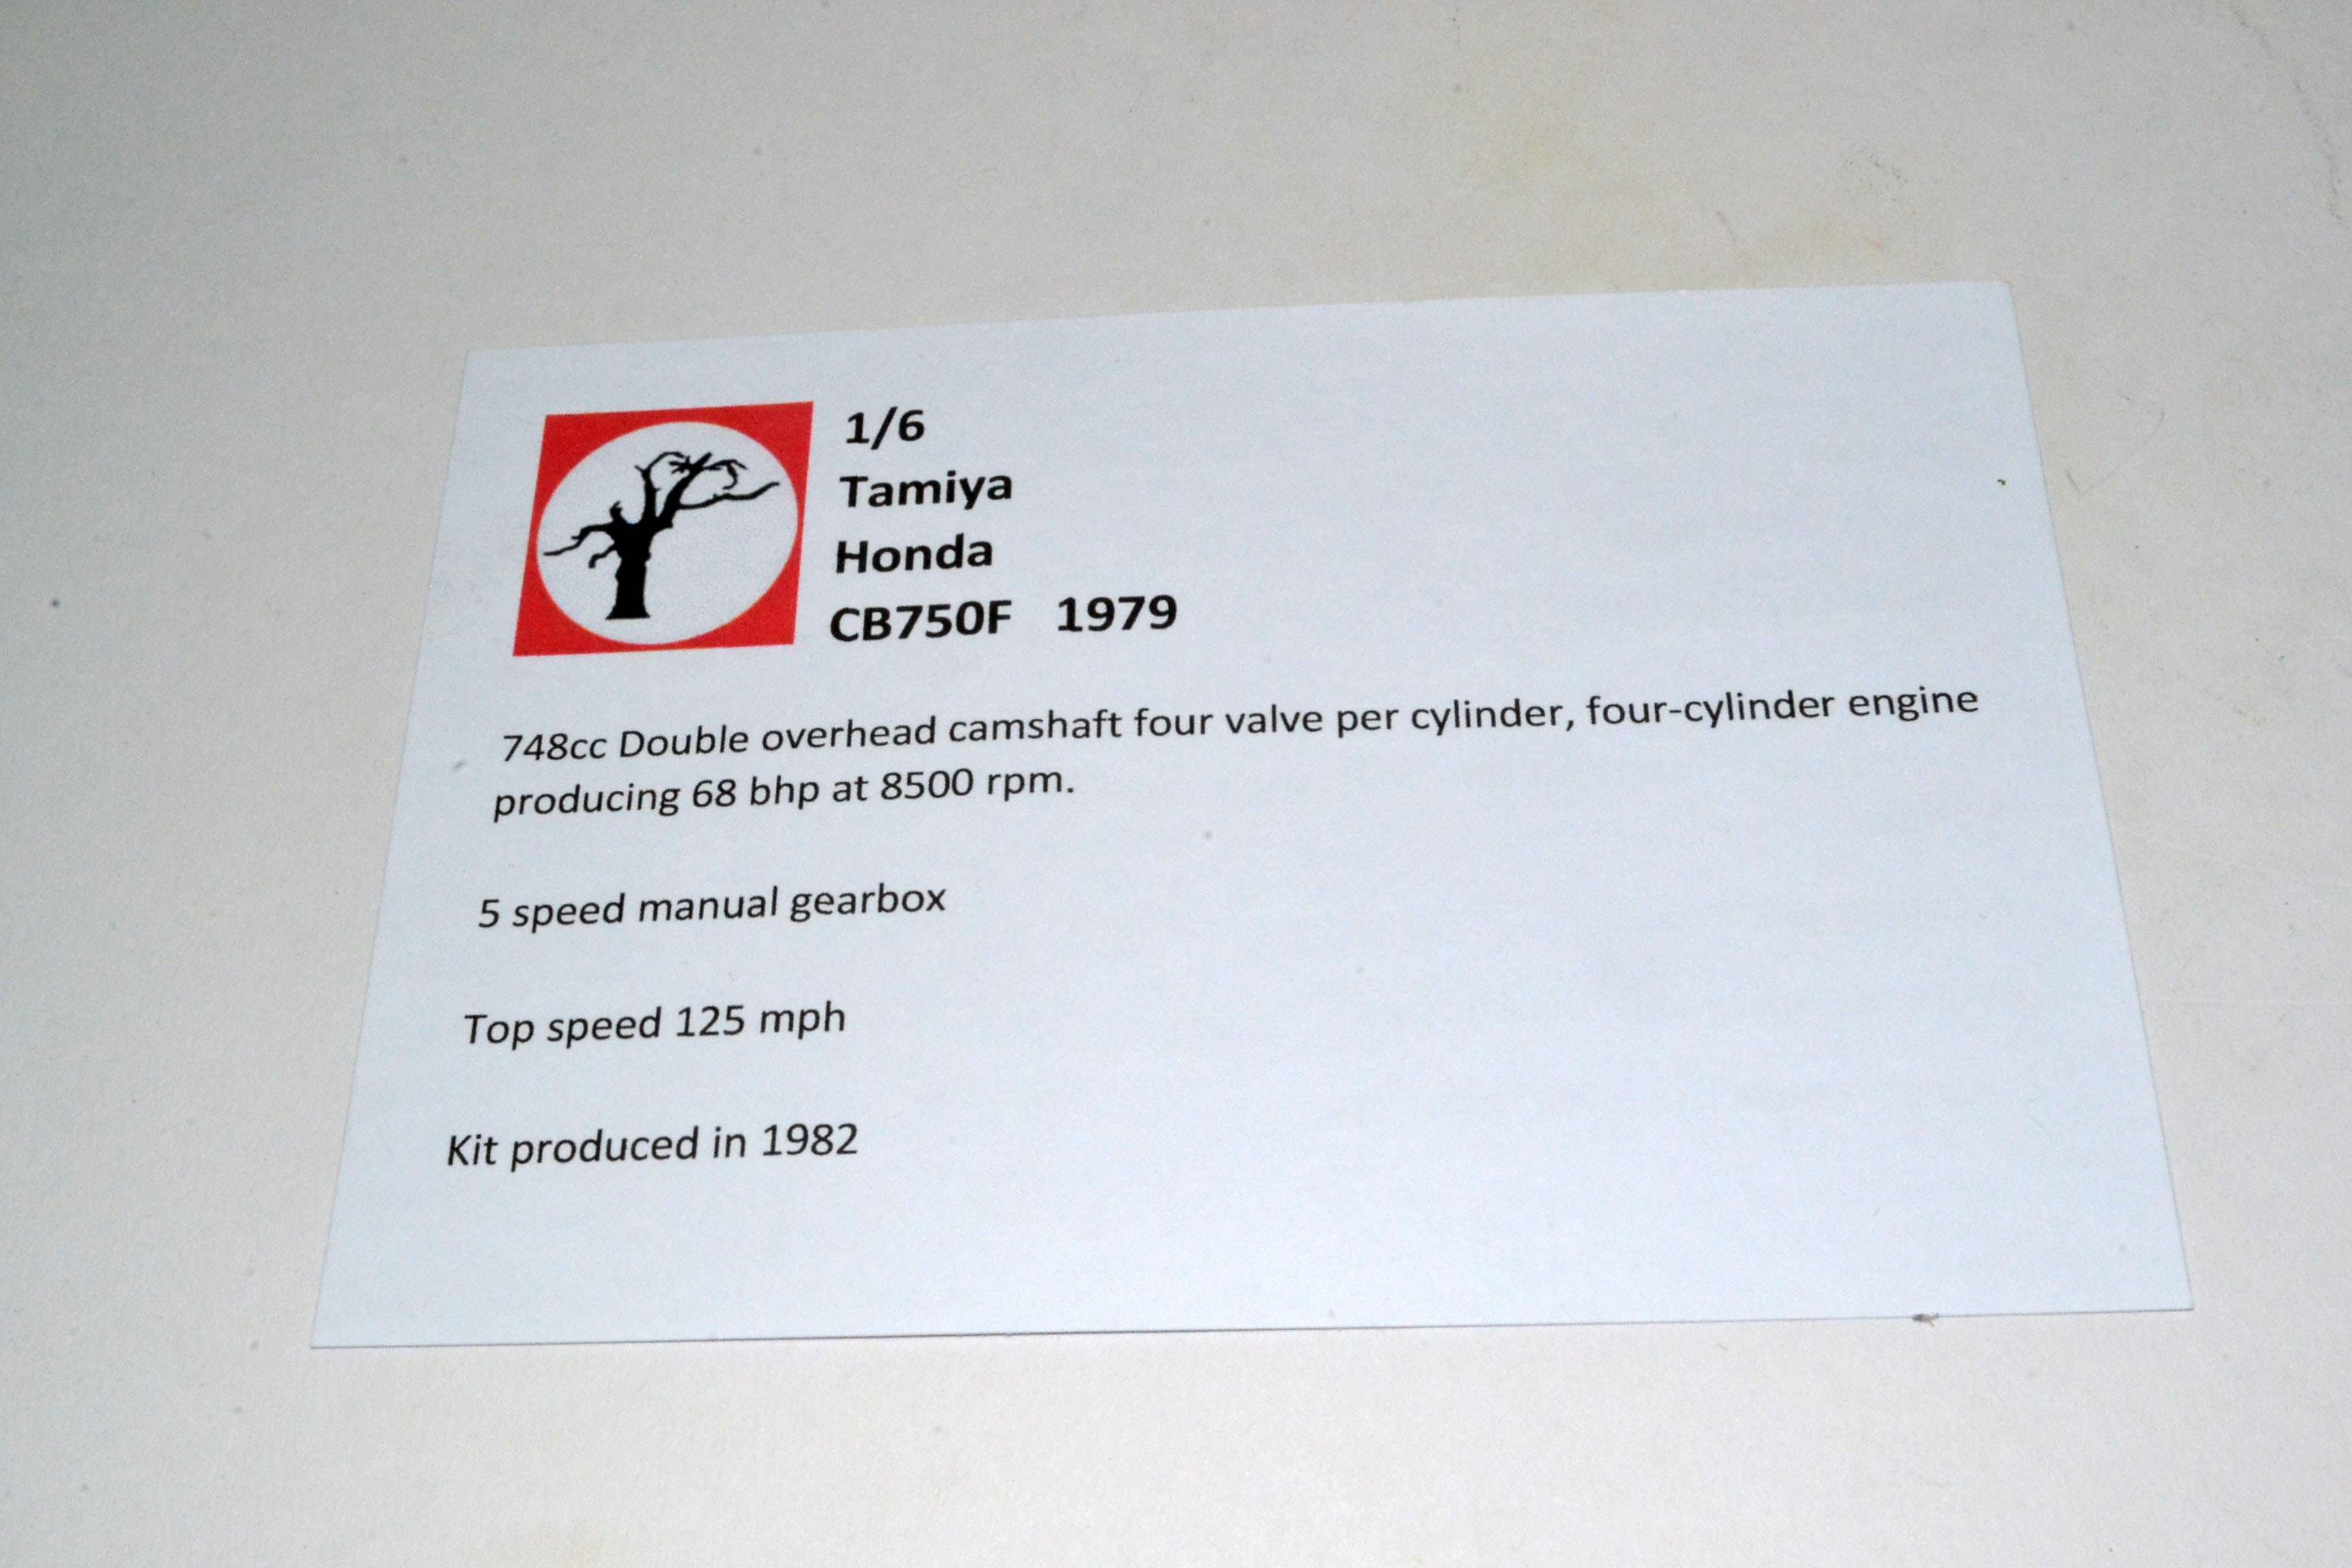 1/6
Tamiya
Honda
CB750F 1979
748cc Double overhead camshaft four valve per cylinder, four-cylinder engine
producing 68 bhp at 8500 rpm.
5 speed manual gearbox
Top speed 125 mph
Kit produced in 1982